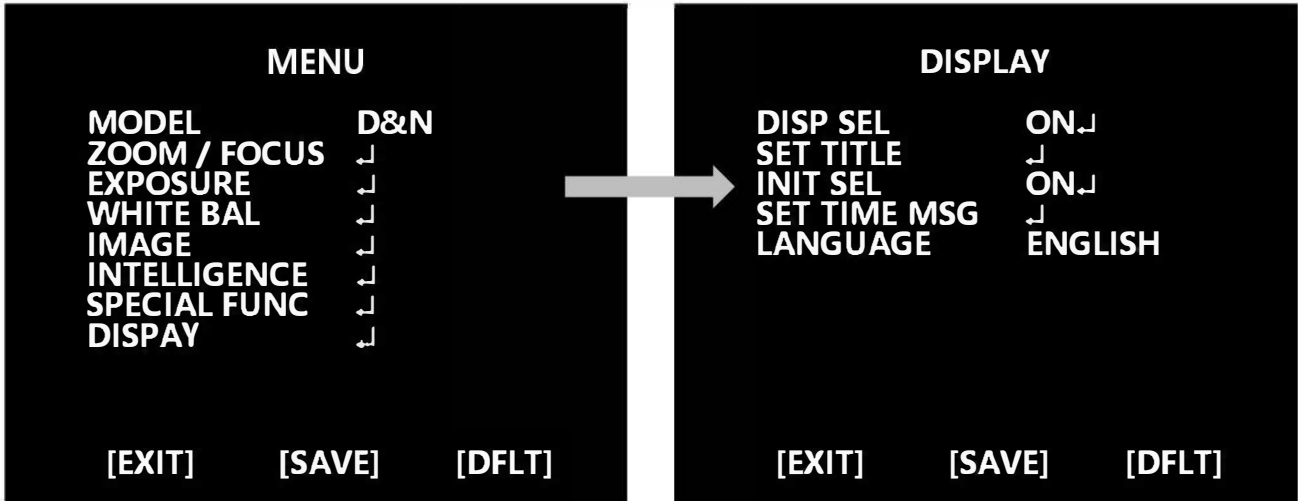 MENU
MODEL D&N
ZOOM / FOCUS ↲
EXPOSURE ↲
WHITE BAL ↲
IMAGE ↲
INTELLIGENCE ↲
SPECIAL FUNC ↲
DISPAY ↲
[EXIT] [SAVE] [DFLT]
DISPLAY
DISP SEL ON↲
SET TITLE ↲
INIT SEL ON↲
SET TIME MSG ↲
LANGUAGE ENGLISH
[EXIT] [SAVE] [DFLT]